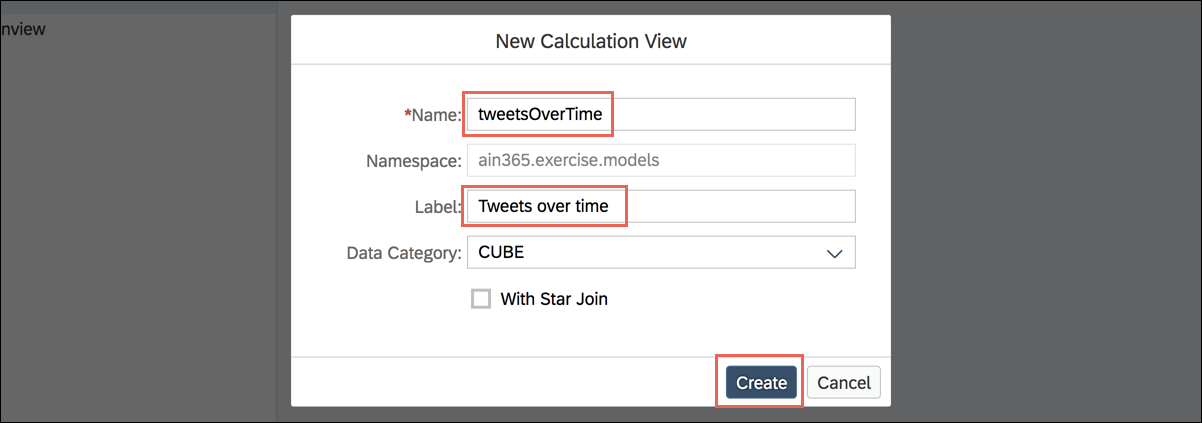 nview
New Calculation View
*Name: tweetsOverTime
Namespace: ain365.exercise.models
Label: Tweets over time
Data Category: CUBE
With Star Join
Create Cancel